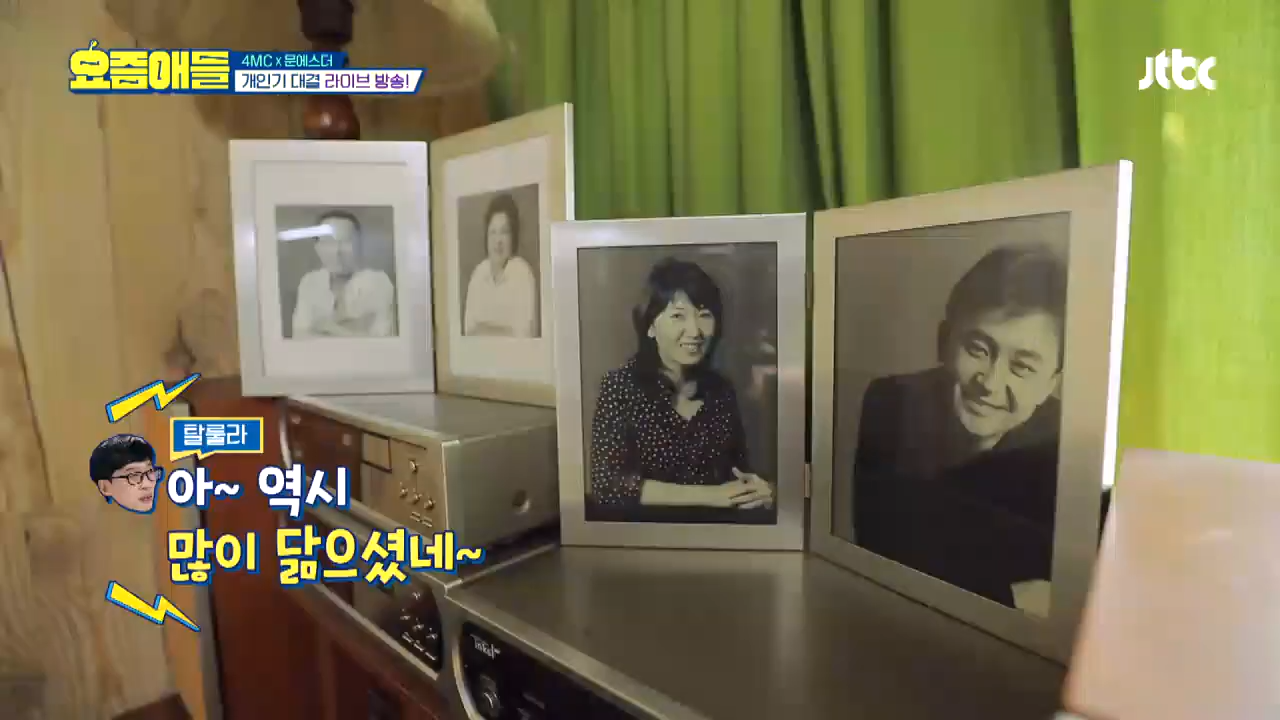 요즘애들
4MC x 문에스더
개인기 대결 라이브 방송!
jtbc
탈룰라
아~ 역시
많이 닮으셨네~
Inkel